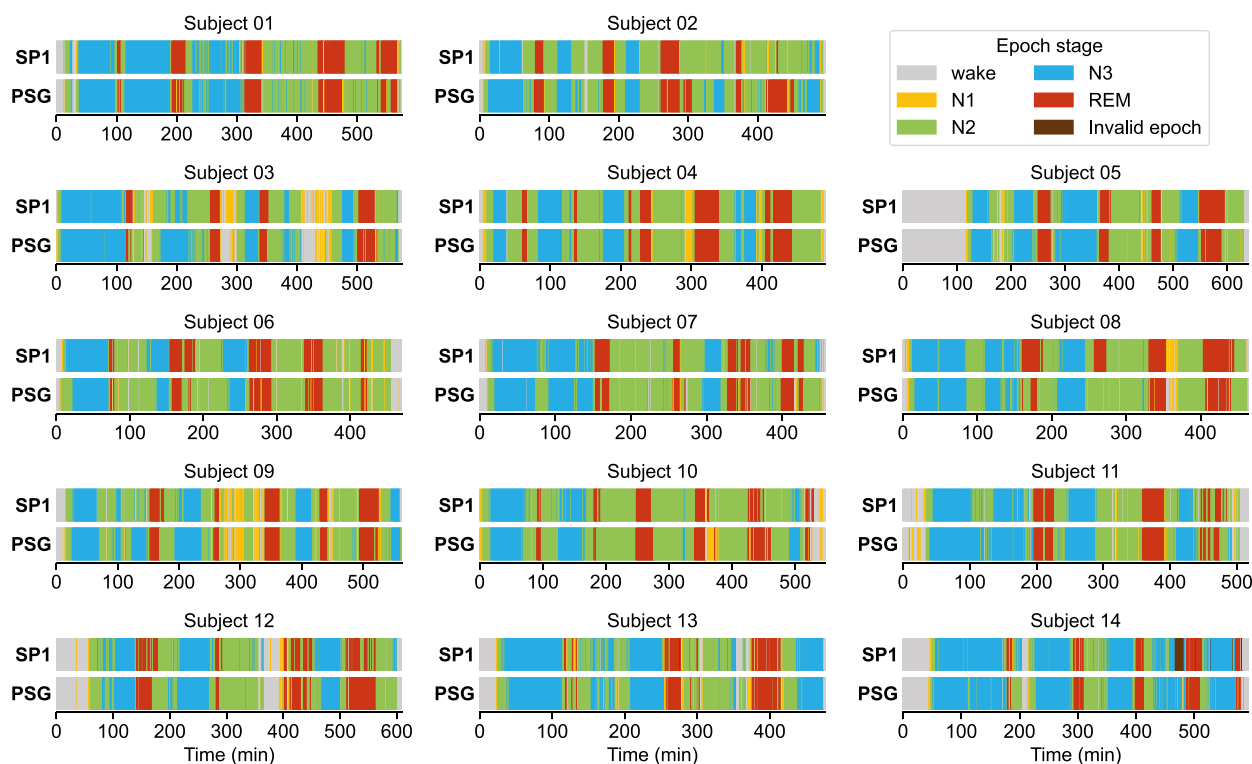 Subject 01
SP1
PSG
0 100 200 300 400 500
Subject 02
0 100 200 300 400
Epoch stage
wake
N1
N2
N3
REM
Invalid epoch
Subject 03
SP1
PSG
0 100 200 300 400 500
Subject 04
SP1
PSG
0 100 200 300 400
Subject 05
SP1
PSG
0 100 200 300 400 500 600
Subject 06
SP1
PSG
0 100 200 300 400
Subject 07
SP1
PSG
0 100 200 300 400
Subject 08
SP1
PSG
0 100 200 300 400
Subject 09
SP1
PSG
0 100 200 300 400 500
Subject 10
SP1
PSG
0 100 200 300 400 500
Subject 11
SP1
PSG
0 100 200 300 400 500
Subject 12
SP1
PSG
0 100 200 300 400 500 600
Time (min)
Subject 13
SP1
PSG
0 100 200 300 400
Time (min)
Subject 14
SP1
PSG
0 100 200 300 400 500
Time (min)